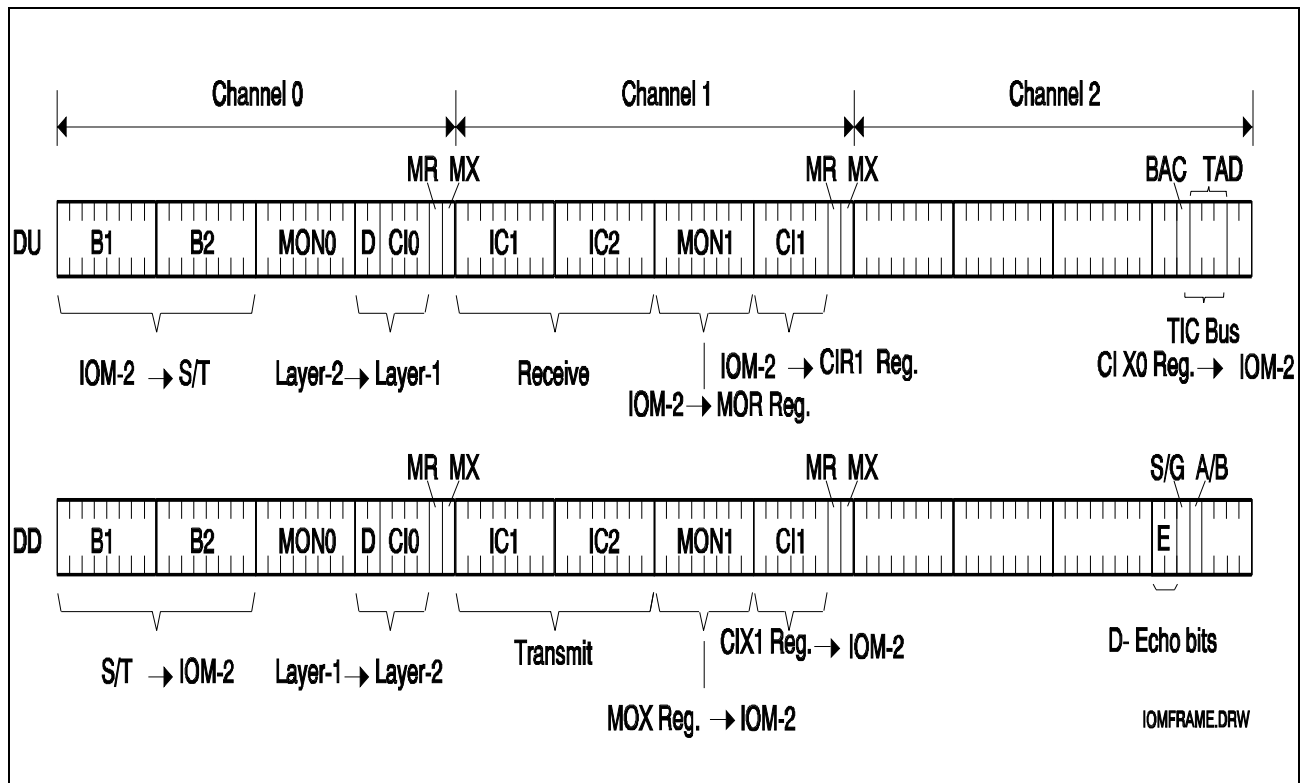 Channel 0 Channel 1 Channel 2
MR MX MR MX BAC TAD
DU B1 B2 MON0 D CI0 IC1 IC2 MON1 CI1
TIC Bus
IOM-2 → S/T Layer-2 → Layer-1 Receive IOM-2 → CIR1 Reg. CI X0 Reg. → IOM-2
IOM-2 → MOR Reg.
MR MX MR MX S/G A/B
DD B1 B2 MON0 D CI0 IC1 IC2 MON1 CI1 E
Transmit CIX1 Reg. → IOM-2 D- Echo bits
S/T → IOM-2 Layer-1 → Layer-2
MOX Reg. → IOM-2 IOMFRAME.DRW